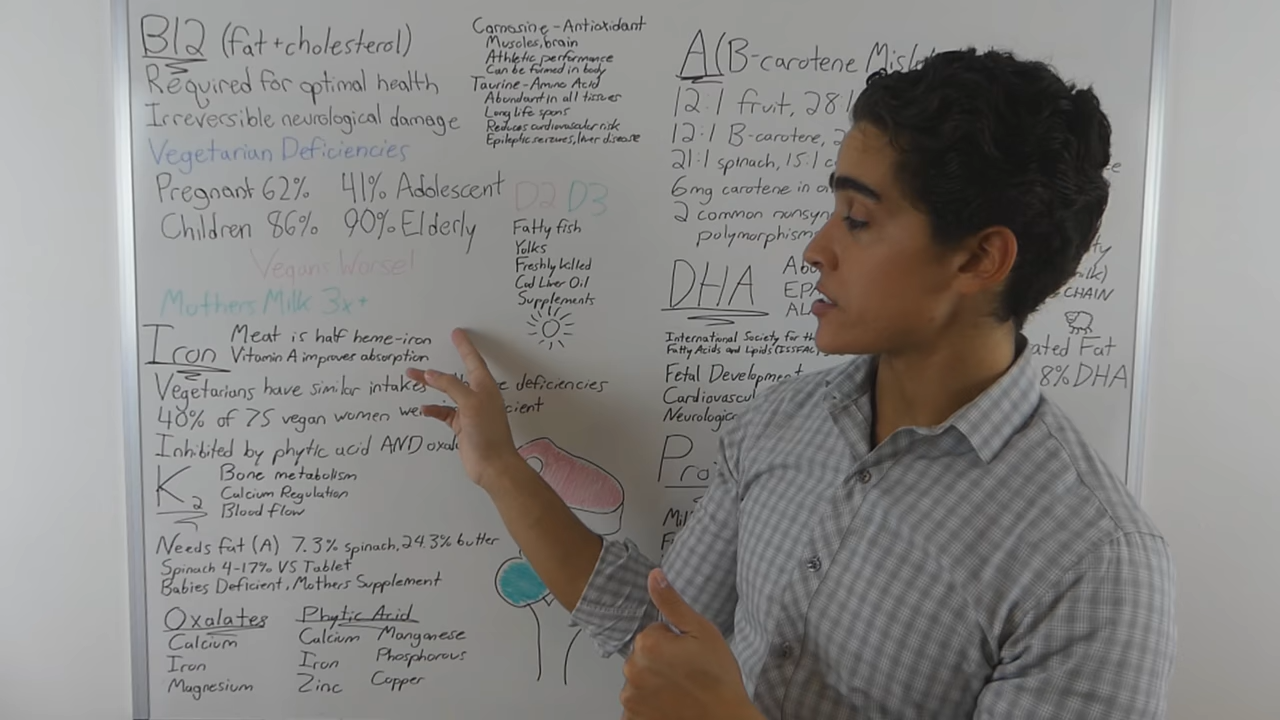 B12 (fat+cholesterol)
Required for optimal health
Irreversible neurological damage
Vegetarian Deficiencies
Pregnant 62% 41% Adolescent
Children 86% 90% Elderly
Vegans Worse!
Mothers Milk 3x+
Iron
Meat is half heme-iron
Vitamin A improves absorption
Vegetarians have similar intakes deficiencies
40% of 75 vegan women
Inhibited by phytic acid AND
K2
Bone metabolism
Calcium Regulation
Blood flow
Needs fat (A) 7.3% spinach, 24.3% butter
Spinach 4-17% VS Tablet
Babies Deficient, Mothers Supplement
Oxalates
Calcium
Iron
Magnesium
Phytic Acid
Calcium Manganese
Iron Phosphorous
Zinc Copper
Carnosine - Antioxidant
Muscles, brain
Athletic performance
Can be formed in body
Taurine - Amino Acid
Abundant in all tissues
Long life spans
Reduces cardiovascular risk
Epileptic seizures, liver disease
D2 D3
Fatty fish
Yolks
Freshly killed
Cod Liver Oil
Supplements
A (B-carotene
12:1 fruit, 28:1
12:1 B-carotene,
21:1 spinach, 15:1
6mg carotene in
2 common
polymorphisms
DHA
EPA
International Society for the
Fatty Acids and Lipids (ISSFAL)
Fetal Development
CHAIN
Fat
8% DHA